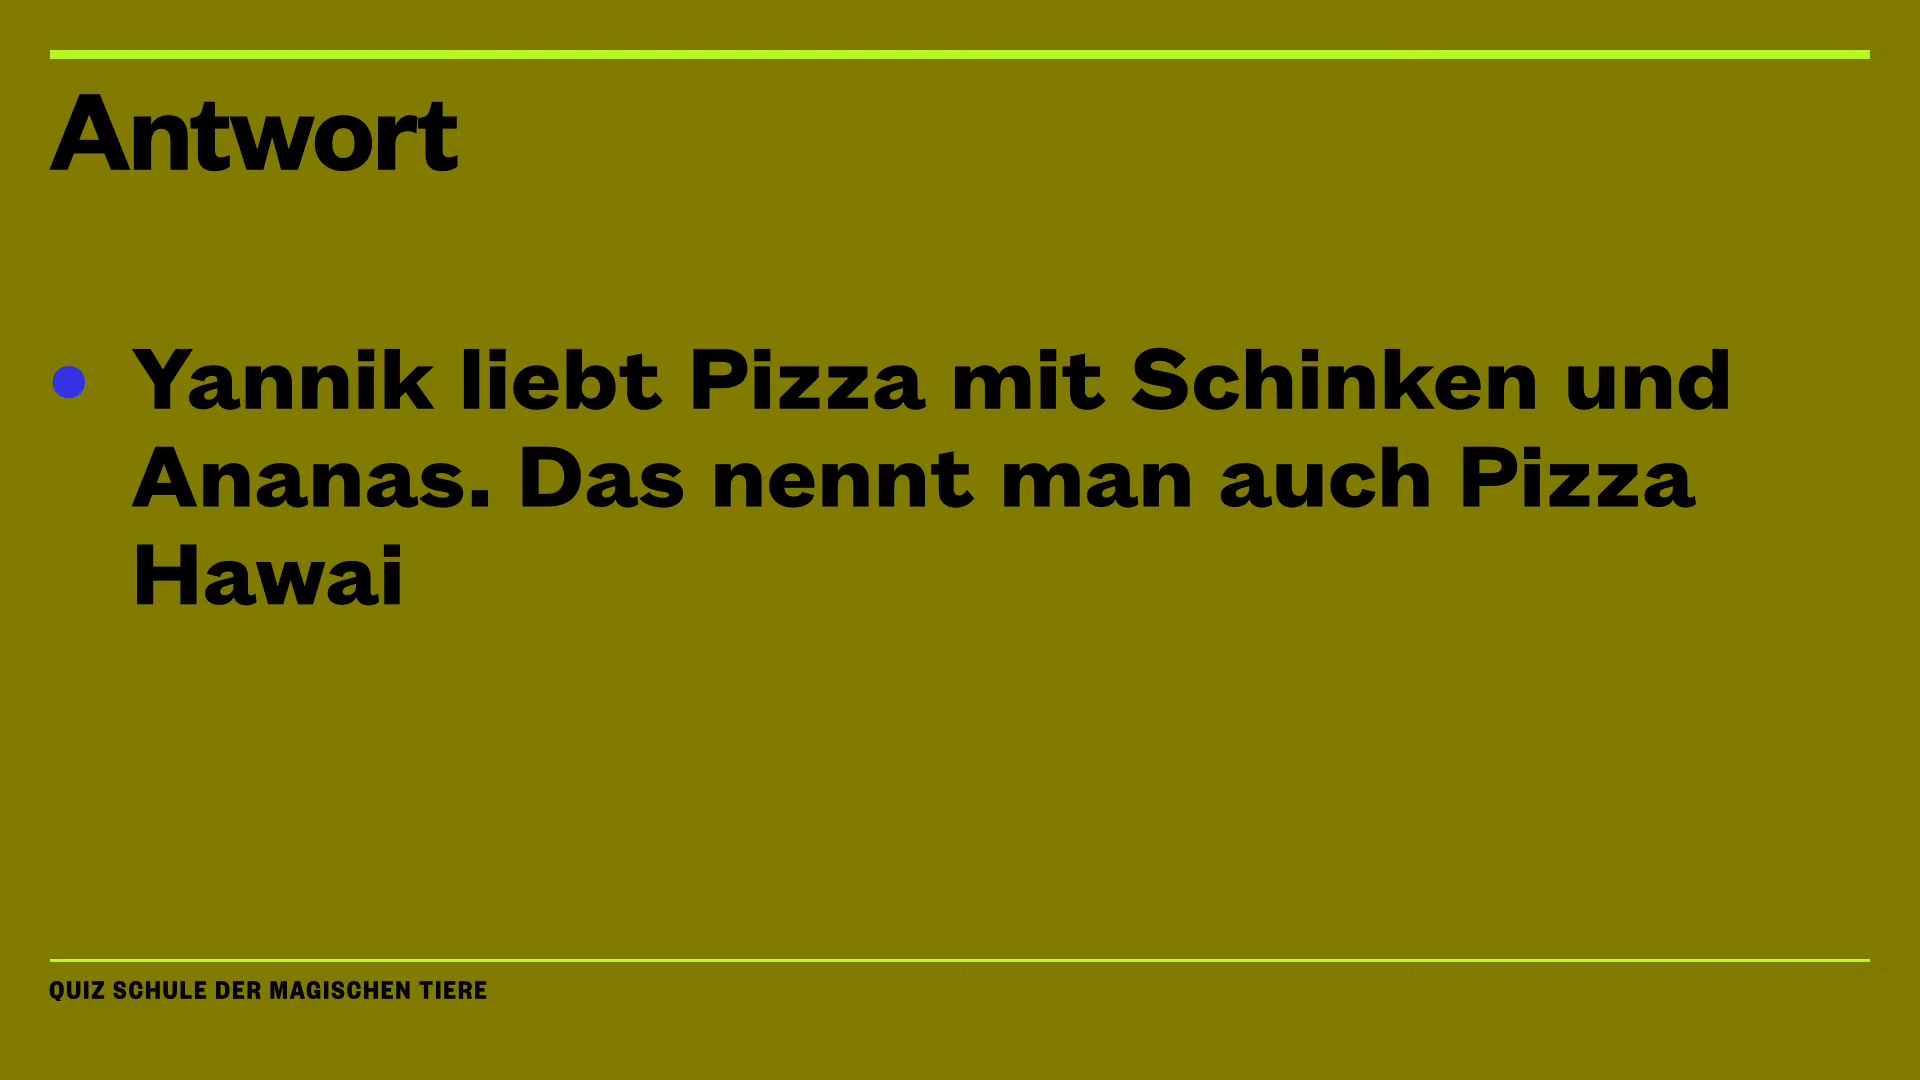 Antwort
Yannik liebt Pizza mit Schinken und
Ananas. Das nennt man auch Pizza
Hawai
QUIZ SCHULE DER MAGISCHEN TIERE